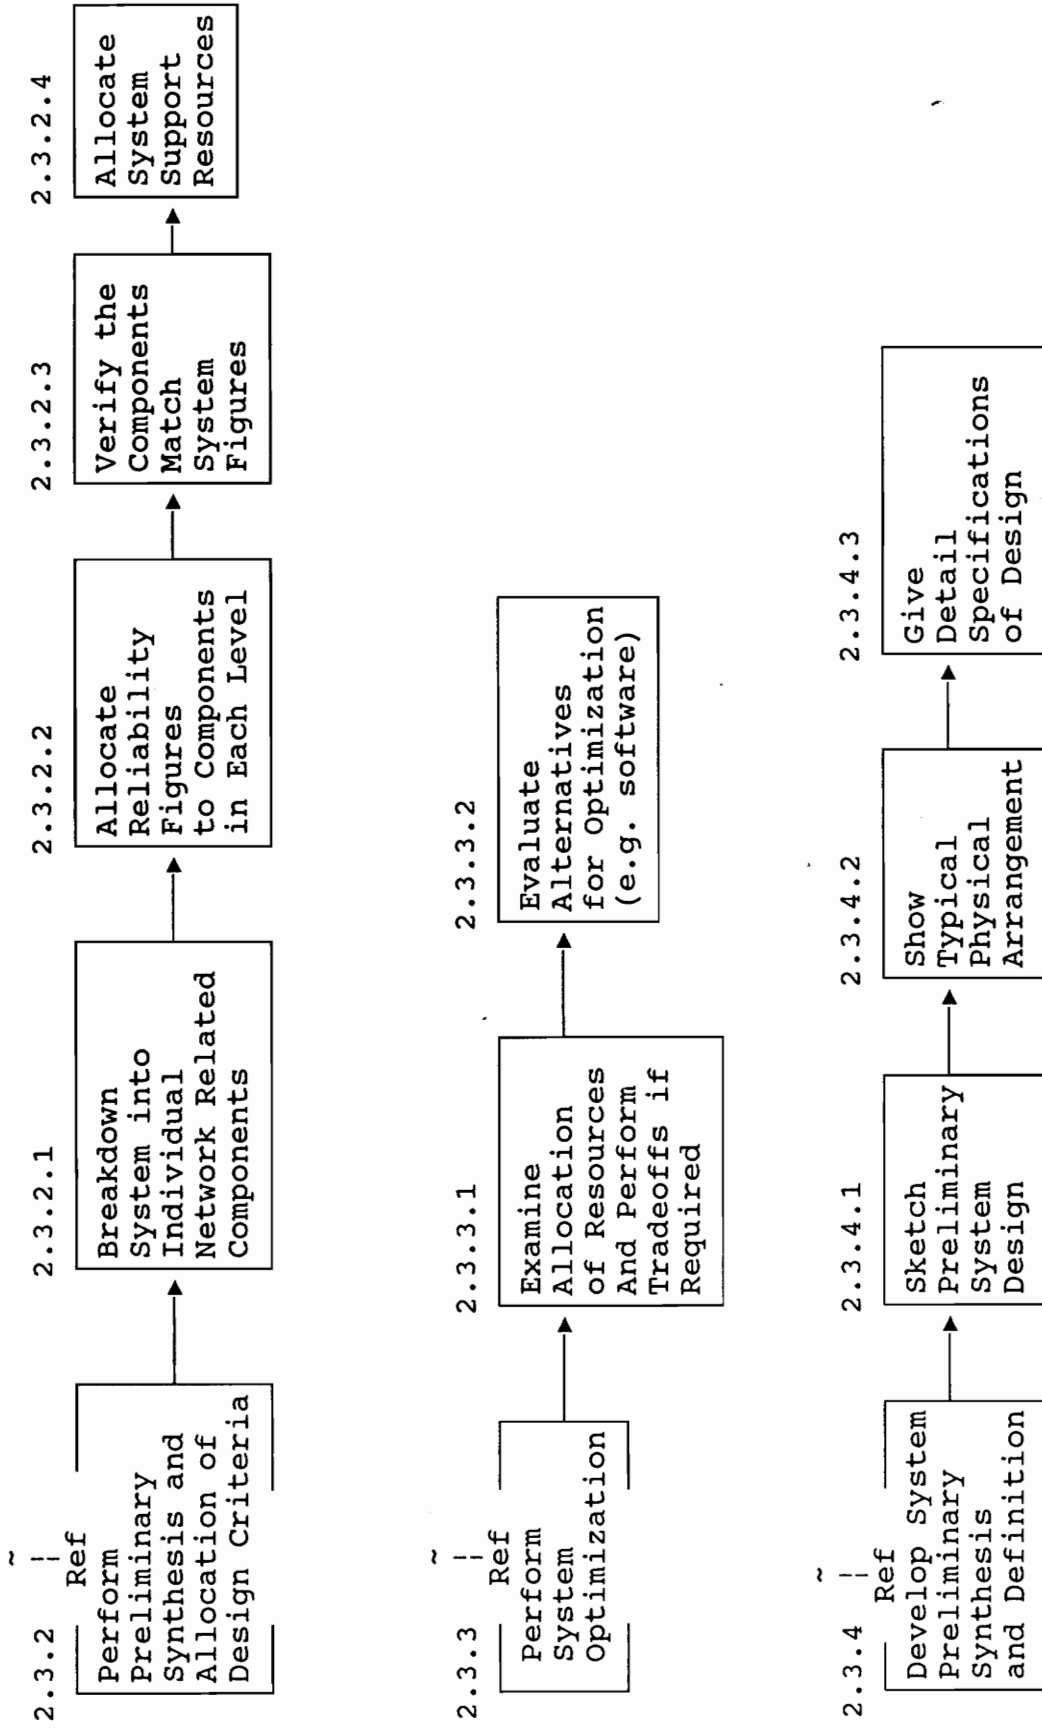 2.3.2
~
Ref
Perform
Preliminary
Synthesis and
Allocation of
Design Criteria
2.3.2.1
Breakdown
System into
Individual
Network Related
Components
2.3.2.2
Allocate
Reliability
Figures
to Components
in Each Level
2.3.2.3
Verify the
Components
Match
System
Figures
2.3.2.4
Allocate
System
Support
Resources
2.3.3
~
Ref
Perform
System
Optimization
2.3.3.1
Examine
Allocation
of Resources
And Perform
Tradeoffs if
Required
2.3.3.2
Evaluate
Alternatives
for Optimization
(e.g. software)
2.3.4
~
Ref
Develop System
Preliminary
Synthesis
and Definition
2.3.4.1
Sketch
Preliminary
System
Design
2.3.4.2
Show
Typical
Physical
Arrangement
2.3.4.3
Give
Detail
Specifications
of Design